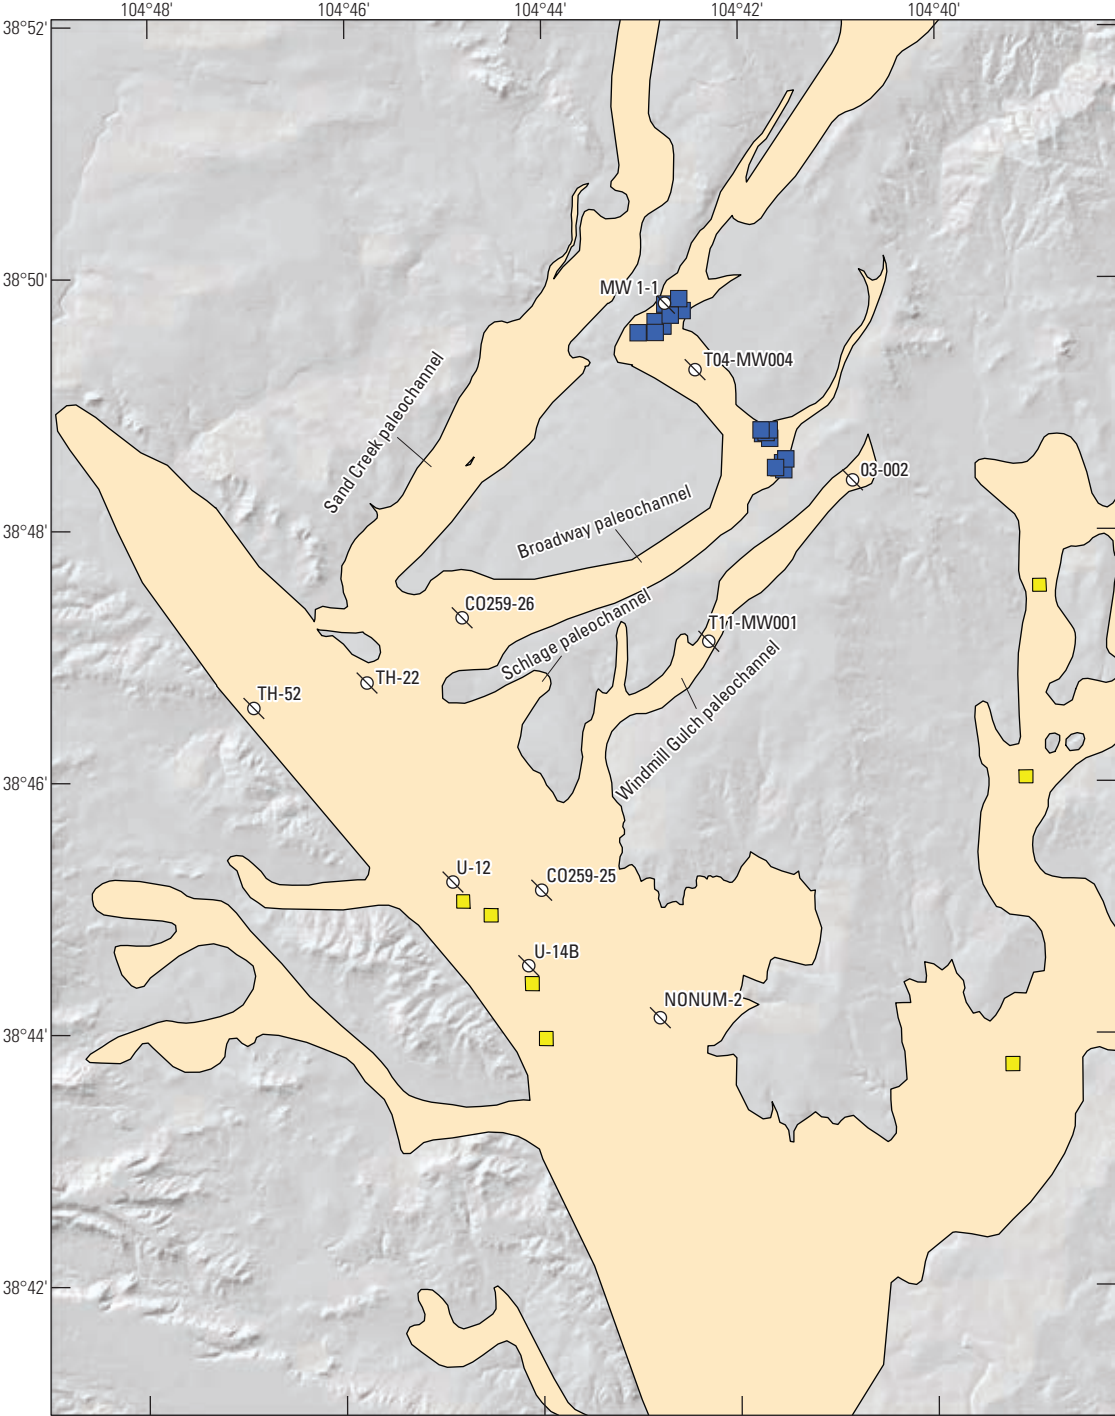 104°48' 104°46' 104°44' 104°42' 104°40'
38°52'
38°50'
MW 1-1
T04-MW004
Sand Creek paleochannel
03-002
Broadway paleochannel
38°48'
CO259-26
Schlage paleochannel
T11-MW001
TH-22
TH-52
Windmill Gulch paleochannel
38°46'
U-12
CO259-25
U-14B
NONUM-2
38°44'
38°42'